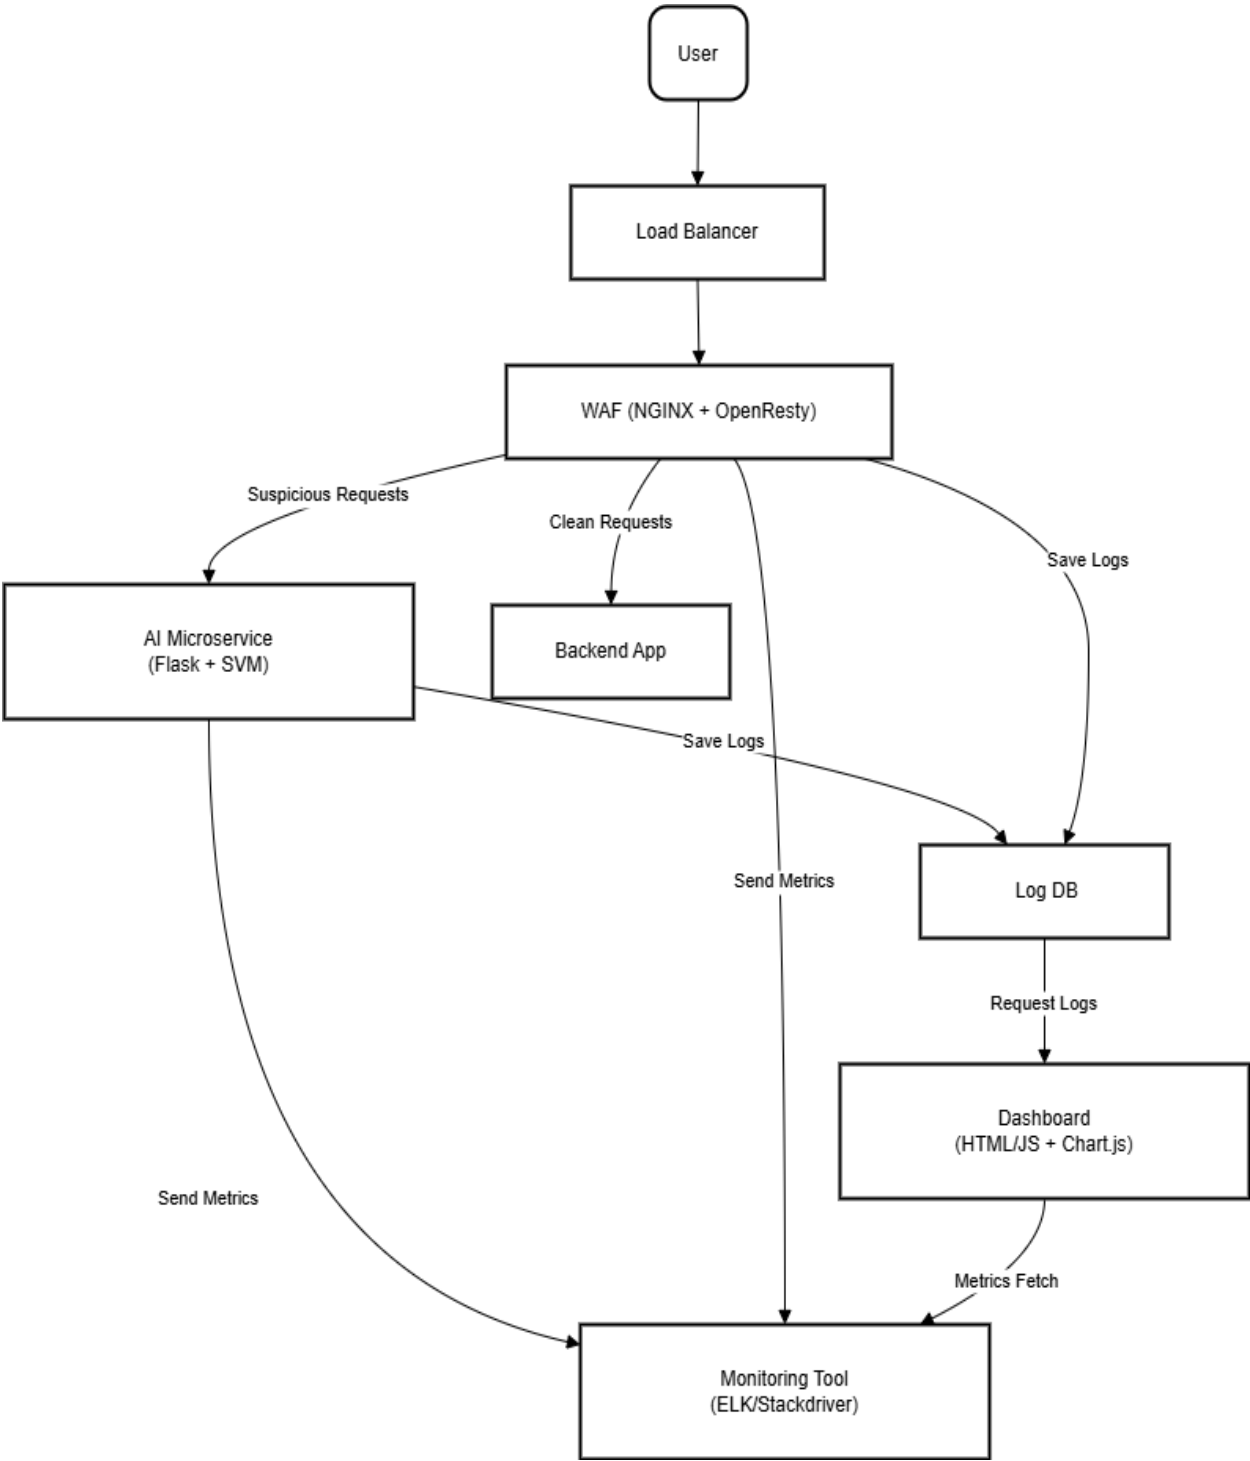 User
Load Balancer
WAF (NGINX + OpenResty)
Suspicious Requests
Clean Requests
Save Logs
AI Microservice
(Flask + SVM)
Backend App
Save Logs
Send Metrics
Log DB
Request Logs
Dashboard
(HTML/JS + Chart.js)
Send Metrics
Metrics Fetch
Monitoring Tool
(ELK/Stackdriver)